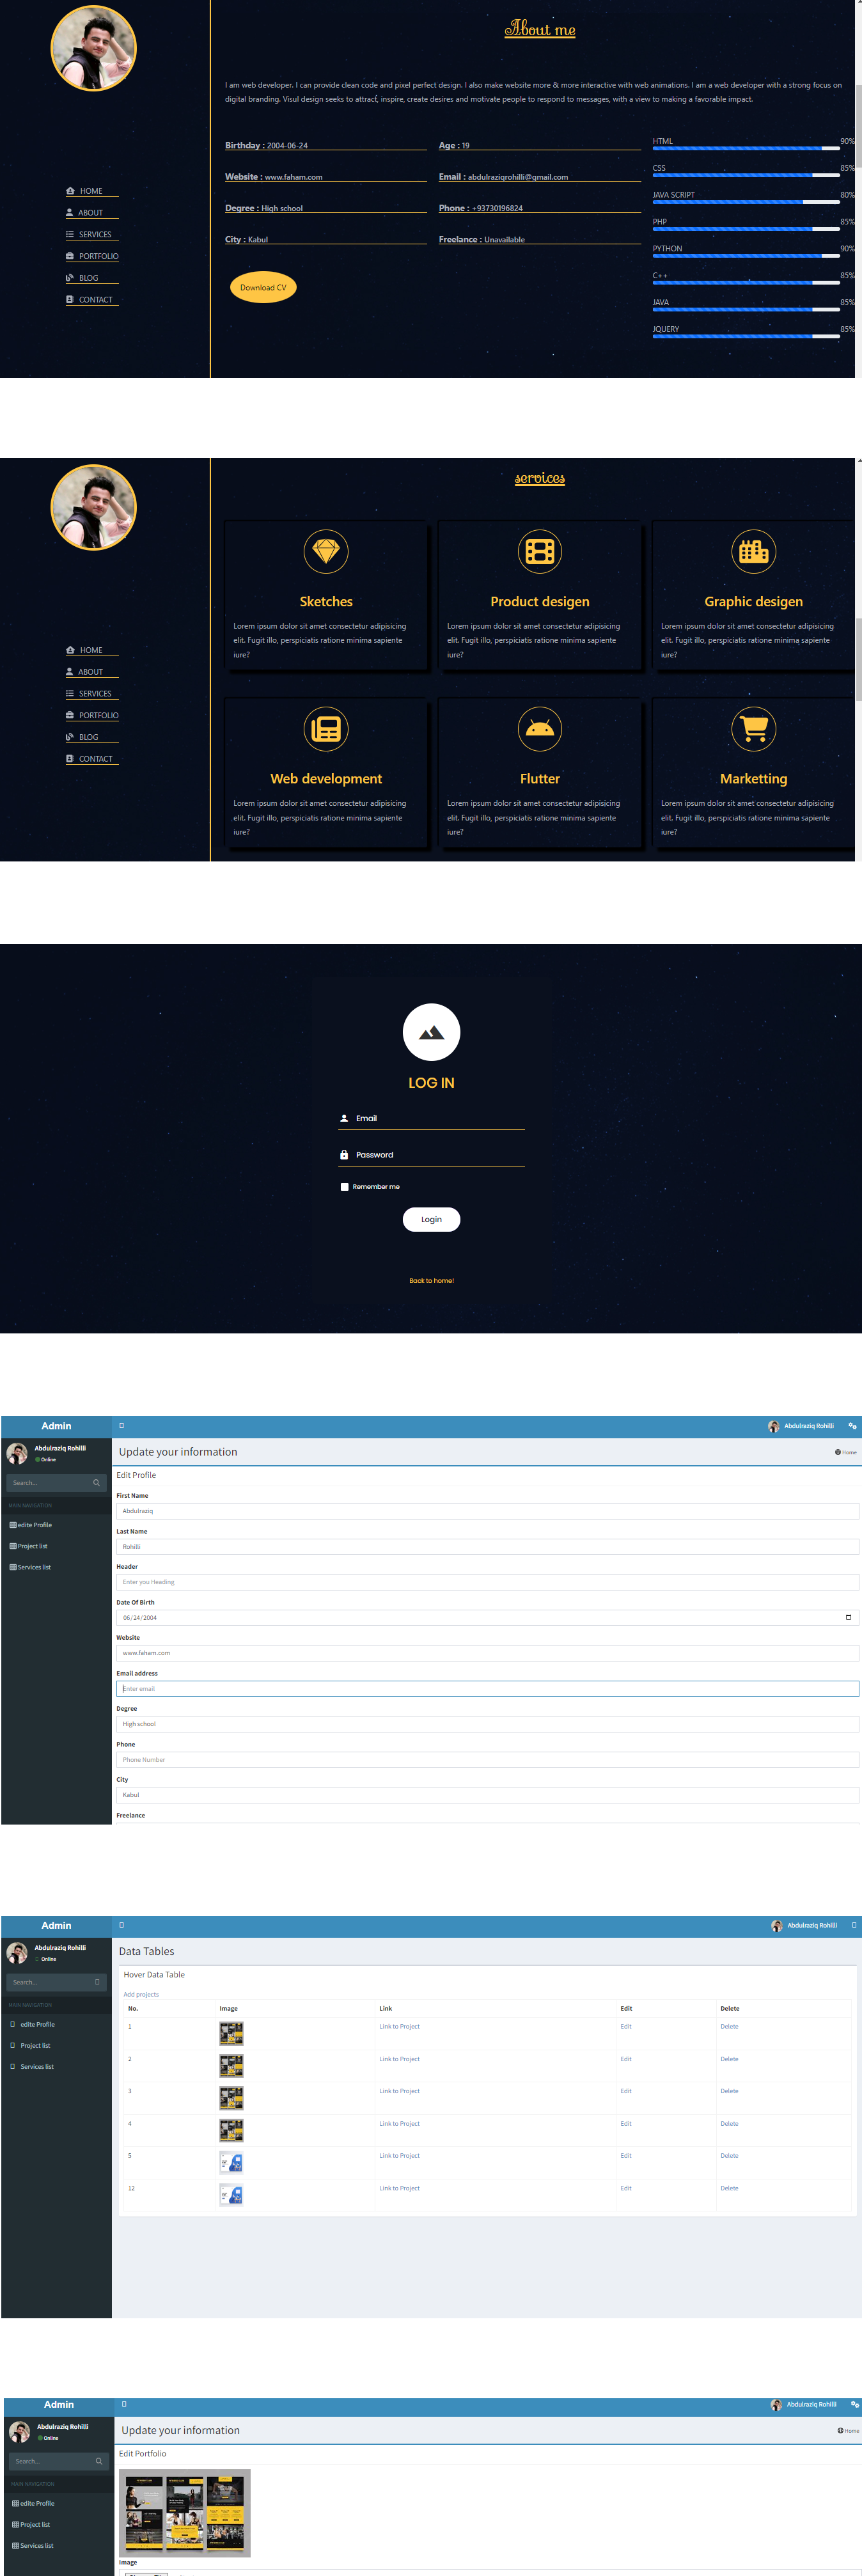 About me
I am web developer. I can provide clean code and pixel perfect design. I also make website more & more interactive with web animations. I am a web developer with a strong focus on
digital branding. Visul design seeks to attract, inspire, create desires and motivate people to respond to messages, with a view to making a favorable impact.
Birthday : 2004-06-24
Age : 19
Website : www.faham.com
Email : abdulraziqrohilli@gmail.com
Degree : High school
Phone : +93730196824
City : Kabul
Freelance : Unavailable
Download CV
HTML 90%
CSS 85%
JAVA SCRIPT 80%
PHP 85%
PYTHON 90%
C++ 85%
JAVA 85%
JQUERY 85%
HOME
ABOUT
SERVICES
PORTFOLIO
BLOG
CONTACT
services
Sketches
Lorem ipsum dolor sit amet consectetur adipisicing
elit. Fugit illo, perspiciatis ratione minima sapiente
iure?
Product desigen
Lorem ipsum dolor sit amet consectetur adipisicing
elit. Fugit illo, perspiciatis ratione minima sapiente
iure?
Graphic desigen
Lorem ipsum dolor sit amet consectetur adipisicing
elit. Fugit illo, perspiciatis ratione minima sapiente
iure?
Web development
Lorem ipsum dolor sit amet consectetur adipisicing
elit. Fugit illo, perspiciatis ratione minima sapiente
iure?
Flutter
Lorem ipsum dolor sit amet consectetur adipisicing
elit. Fugit illo, perspiciatis ratione minima sapiente
iure?
Marketting
Lorem ipsum dolor sit amet consectetur adipisicing
elit. Fugit illo, perspiciatis ratione minima sapiente
iure?
HOME
ABOUT
SERVICES
PORTFOLIO
BLOG
CONTACT
LOG IN
Email
Password
Remember me
Login
Back to home!
Admin
Abdulraziq Rohilli
Abdulraziq Rohilli
Online
Search...
MAIN NAVIGATION
edite Profile
Project list
Services list
Update your information
Home
Edit Profile
First Name
Abdulraziq
Last Name
Rohilli
Header
Enter you Heading
Date Of Birth
06/24/2004
Website
www.faham.com
Email address
Enter email
Degree
High school
Phone
Phone Number
City
Kabul
Freelance
Admin
Abdulraziq Rohilli
Abdulraziq Rohilli
Online
Search...
MAIN NAVIGATION
edite Profile
Project list
Services list
Data Tables
Hover Data Table
Add projects
No. Image Link Edit Delete
1 Link to Project Edit Delete
2 Link to Project Edit Delete
3 Link to Project Edit Delete
4 Link to Project Edit Delete
5 Link to Project Edit Delete
12 Link to Project Edit Delete
Admin
Abdulraziq Rohilli
Abdulraziq Rohilli
Online
Search...
MAIN NAVIGATION
edite Profile
Project list
Services list
Update your information
Home
Edit Portfolio
Image